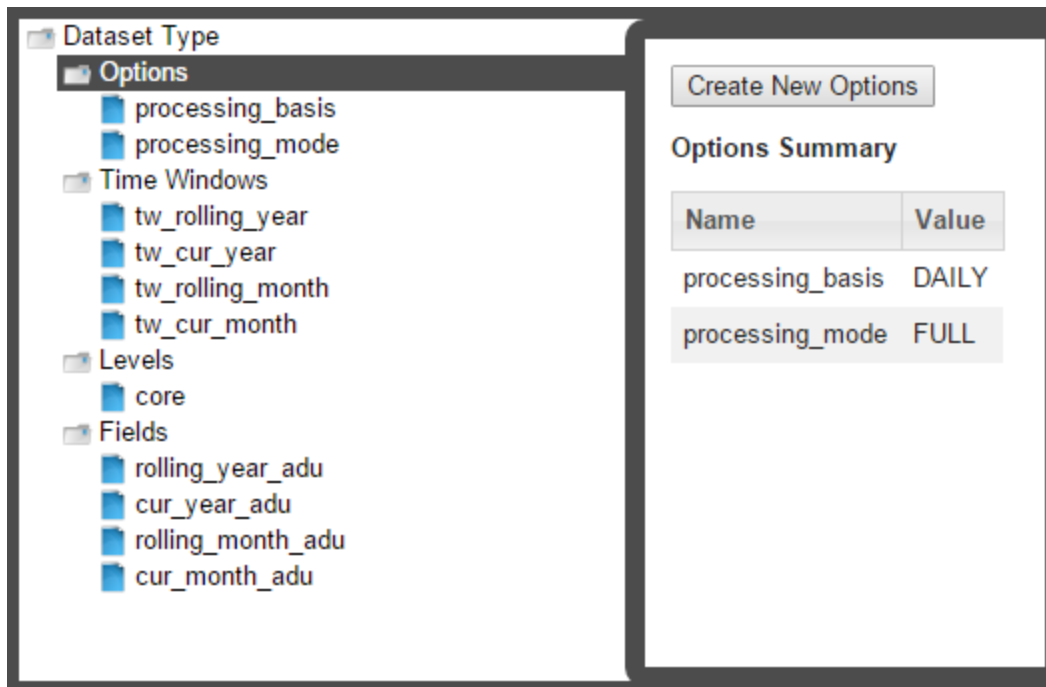 Dataset Type
Options
processing_basis
processing_mode
Time Windows
tw_rolling_year
tw_cur_year
tw_rolling_month
tw_cur_month
Levels
core
Fields
rolling_year_adu
cur_year_adu
rolling_month_adu
cur_month_adu
Create New Options
Options Summary
Name Value
processing_basis DAILY
processing_mode FULL